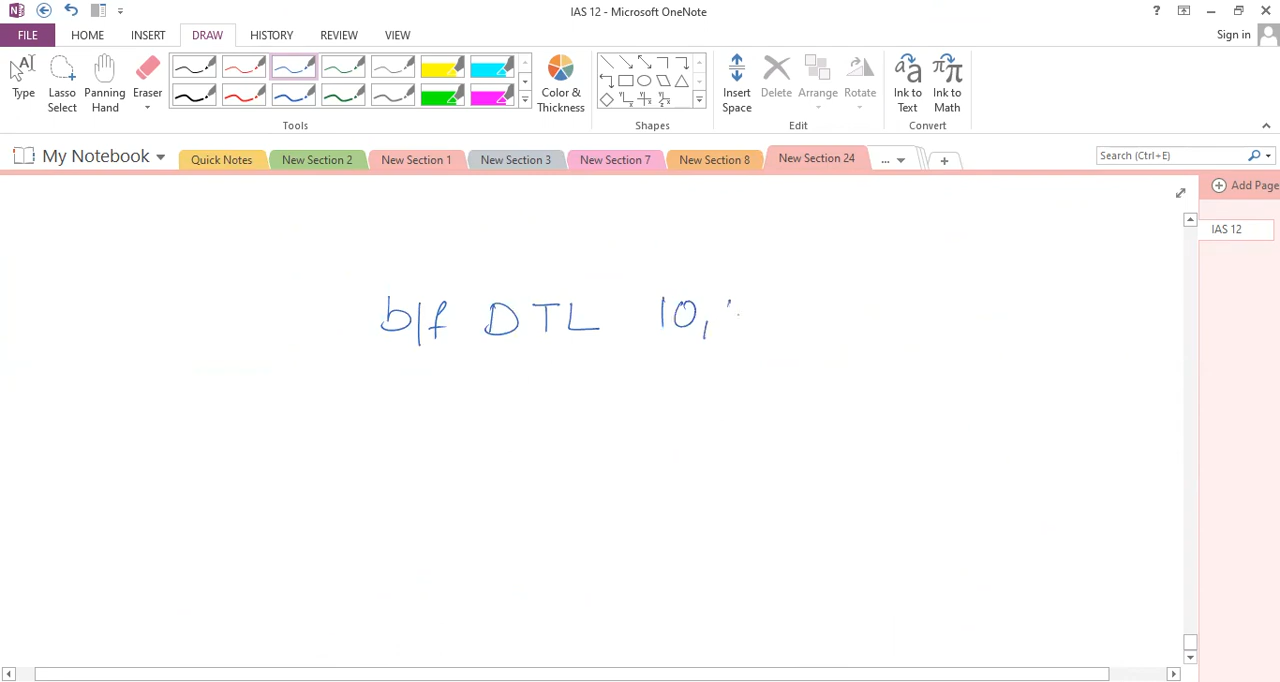 IAS 12 - Microsoft OneNote
FILE HOME INSERT DRAW HISTORY REVIEW VIEW Sign in
Type Lasso Select Panning Hand Eraser Color & Thickness Insert Space Delete Arrange Rotate Ink to Text Ink to Math
Tools Shapes Edit Convert
My Notebook Quick Notes New Section 2 New Section 1 New Section 3 New Section 7 New Section 8 New Section 24 ... Search (Ctrl+E)
Add Page
IAS 12
b/f DTL 10,